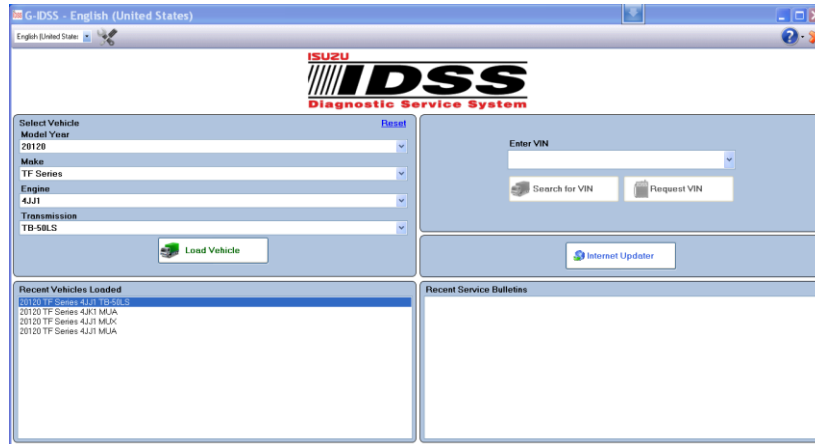 G-IDSS - English (United States)
English (United State:
ISUZU
IDSS
Diagnostic Service System
Select Vehicle
Reset
Model Year
20120
Make
TF Series
Engine
4JJ1
Transmission
TB-50LS
Load Vehicle
Enter VIN
Search for VIN
Request VIN
Internet Updater
Recent Vehicles Loaded
20120 TF Series 4JJ1 TB-50LS
20120 TF Series 4JK1 MUA
20120 TF Series 4JJ1 MUX
20120 TF Series 4JJ1 MUA
Recent Service Bulletins